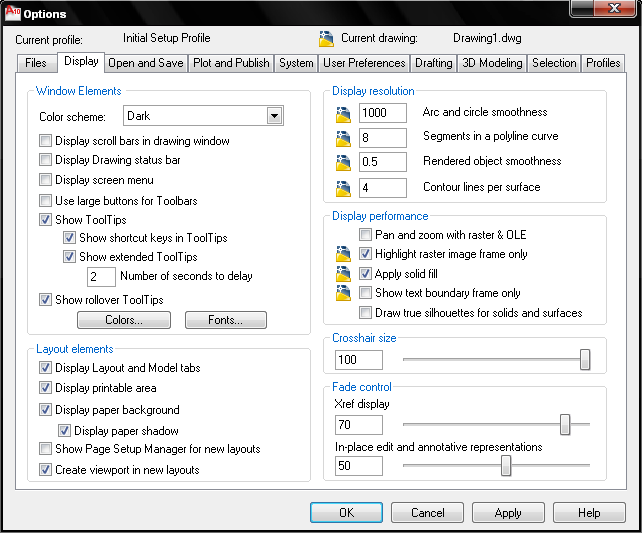 Options
Current profile: Initial Setup Profile Current drawing: Drawing1.dwg
Files Display Open and Save Plot and Publish System User Preferences Drafting 3D Modeling Selection Profiles
Window Elements
Color scheme: Dark
Display scroll bars in drawing window
Display Drawing status bar
Display screen menu
Use large buttons for Toolbars
Show ToolTips
Show shortcut keys in ToolTips
Show extended ToolTips
2 Number of seconds to delay
Show rollover ToolTips
Colors... Fonts...
Layout elements
Display Layout and Model tabs
Display printable area
Display paper background
Display paper shadow
Show Page Setup Manager for new layouts
Create viewport in new layouts
Display resolution
1000 Arc and circle smoothness
8 Segments in a polyline curve
0.5 Rendered object smoothness
4 Contour lines per surface
Display performance
Pan and zoom with raster & OLE
Highlight raster image frame only
Apply solid fill
Show text boundary frame only
Draw true silhouettes for solids and surfaces
Crosshair size
100
Fade control
Xref display
70
In-place edit and annotative representations
50
OK Cancel Apply Help